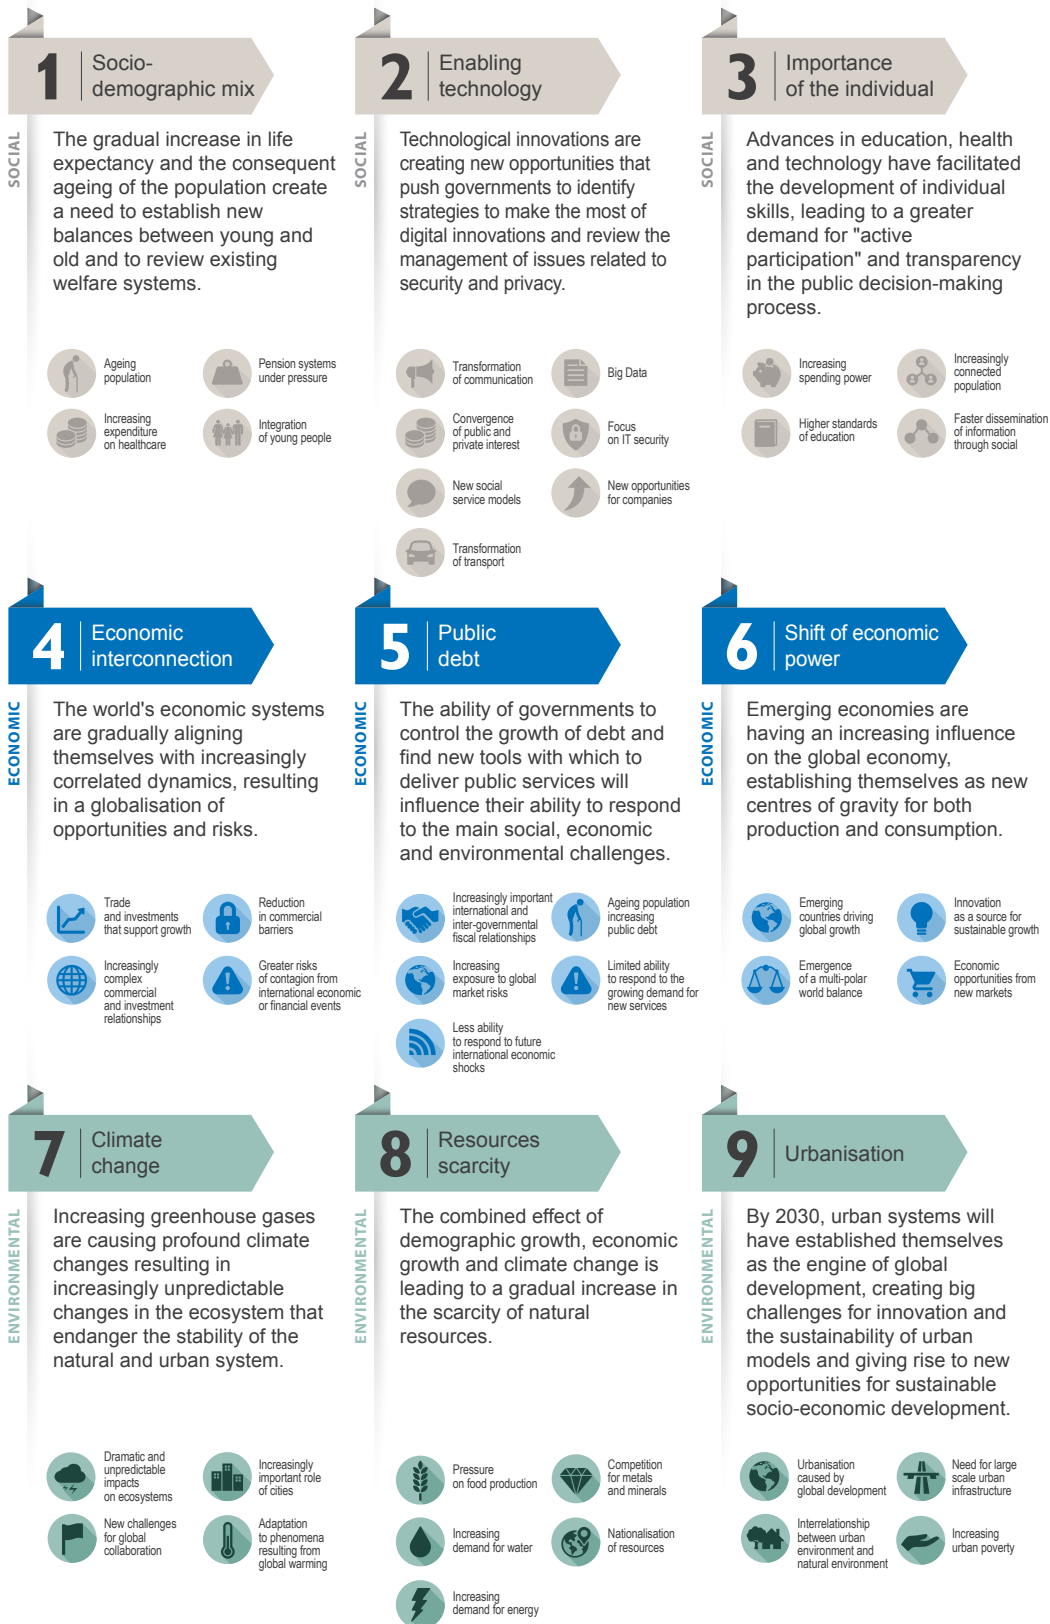 1
Socio-
demographic mix
SOCIAL
The gradual increase in life
expectancy and the consequent
ageing of the population create
a need to establish new
balances between young and
old and to review existing
welfare systems.
Ageing
population
Pension systems
under pressure
Increasing
expenditure
on healthcare
Integration
of young people
2
Enabling
technology
SOCIAL
Technological innovations are
creating new opportunities that
push governments to identify
strategies to make the most of
digital innovations and review the
management of issues related to
security and privacy.
Transformation
of communication
Big Data
Convergence
of public and
private interest
Focus
on IT security
New social
service models
New opportunities
for companies
Transformation
of transport
3
Importance
of the individual
SOCIAL
Advances in education, health
and technology have facilitated
the development of individual
skills, leading to a greater
demand for "active
participation" and transparency
in the public decision-making
process.
Increasing
spending power
Increasingly
connected
population
Higher standards
of education
Faster dissemination
of information
through social
4
Economic
interconnection
ECONOMIC
The world's economic systems
are gradually aligning
themselves with increasingly
correlated dynamics, resulting
in a globalisation of
opportunities and risks.
Trade
and investments
that support growth
Reduction
in commercial
barriers
Increasingly
complex
commercial
and investment
relationships
Greater risks
of contagion from
international economic
or financial events
5
Public
debt
ECONOMIC
The ability of governments to
control the growth of debt and
find new tools with which to
deliver public services will
influence their ability to respond
to the main social, economic
and environmental challenges.
Increasingly important
international and
inter-governmental
fiscal relationships
Ageing population
increasing
public debt
Increasing
exposure to global
market risks
Limited ability
to respond to the
growing demand for
new services
Less ability
to respond to future
international economic
shocks
6
Shift of economic
power
ECONOMIC
Emerging economies are
having an increasing influence
on the global economy,
establishing themselves as new
centres of gravity for both
production and consumption.
Emerging
countries driving
global growth
Innovation
as a source for
sustainable growth
Emergence
of a multi-polar
world balance
Economic
opportunities from
new markets
7
Climate
change
ENVIRONMENTAL
Increasing greenhouse gases
are causing profound climate
changes resulting in
increasingly unpredictable
changes in the ecosystem that
endanger the stability of the
natural and urban system.
Dramatic and
unpredictable
impacts
on ecosystems
Increasingly
important role
of cities
New challenges
for global
collaboration
Adaptation
to phenomena
resulting from
global warming
8
Resources
scarcity
ENVIRONMENTAL
The combined effect of
demographic growth, economic
growth and climate change is
leading to a gradual increase in
the scarcity of natural
resources.
Pressure
on food production
Competition
for metals
and minerals
Increasing
demand for water
Nationalisation
of resources
Increasing
demand for energy
9
Urbanisation
ENVIRONMENTAL
By 2030, urban systems will
have established themselves
as the engine of global
development, creating big
challenges for innovation and
the sustainability of urban
models and giving rise to new
opportunities for sustainable
socio-economic development.
Urbanisation
caused by
global development
Need for large
scale urban
infrastructure
Interrelationship
between urban
environment and
natural environment
Increasing
urban poverty